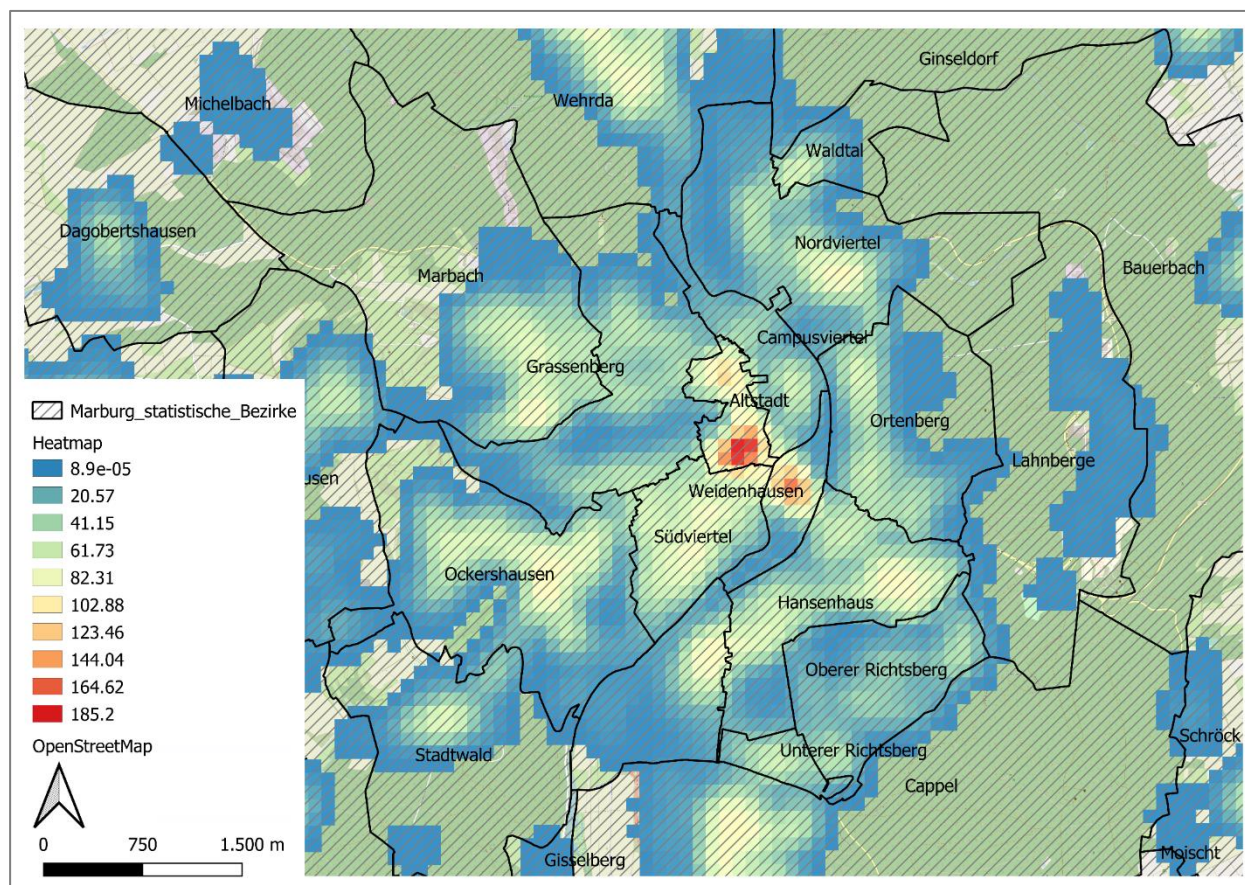 Ginseldorf
Michelbach
Wehrda
Waldtal
Dagobertshausen
Nordviertel
Marbach
Bauerbach
Campusviertel
Grassenberg
Altstadt
Ortenberg
Lahnberge
usen
Weidenhausen
Südviertel
Ockershausen
Hansenhaus
Oberer Richtsberg
Schröck
Stadtwald
Unterer Richtsberg
Cappel
Gisselberg
Moischt
Marburg_statistische_Bezirke
Heatmap
8.9e-05
20.57
41.15
61.73
82.31
102.88
123.46
144.04
164.62
185.2
OpenStreetMap
0 750 1.500 m